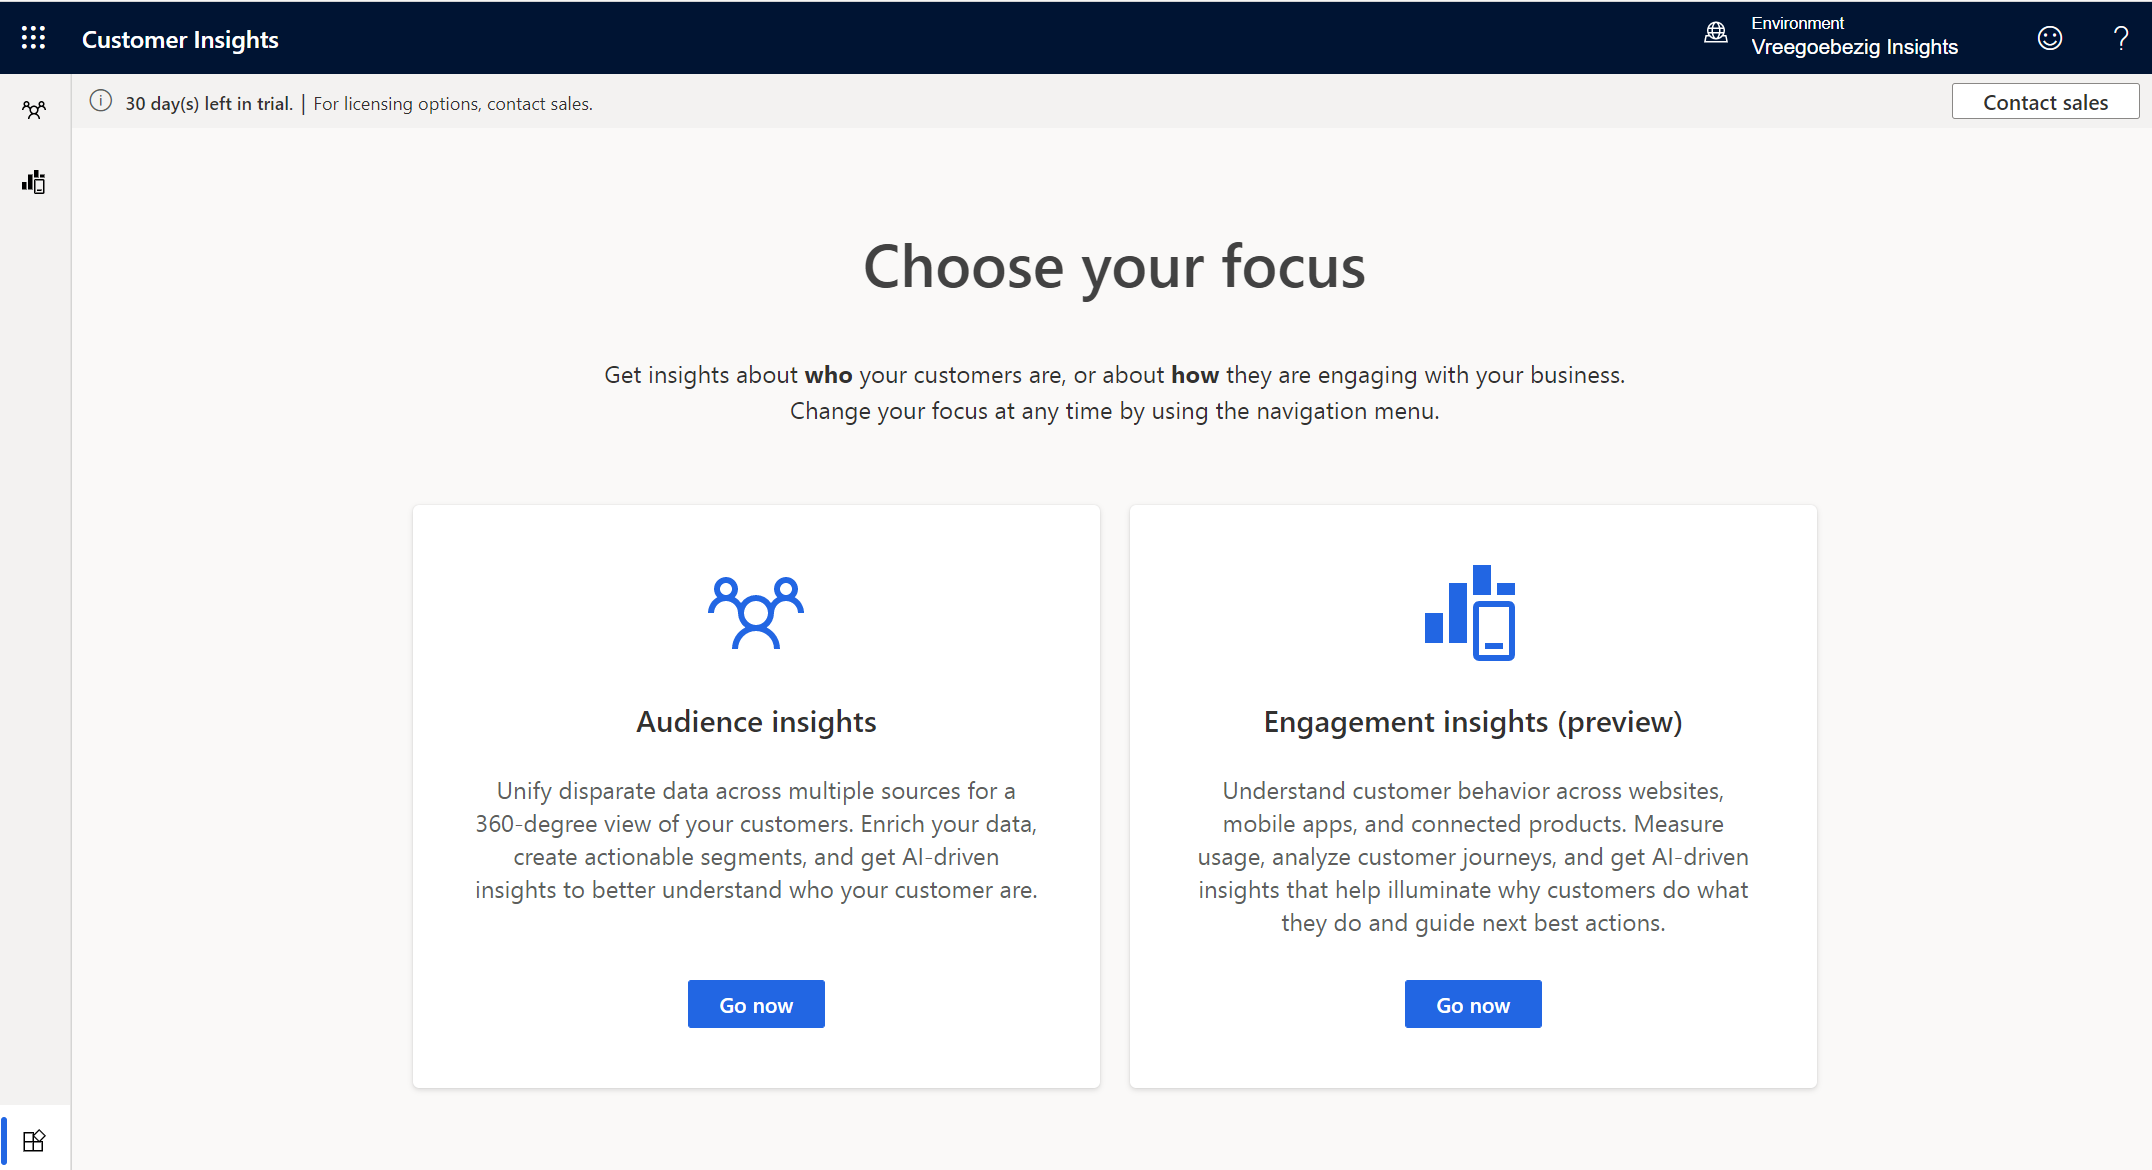 Customer Insights
Environment
Vreegoebezig Insights
?
30 day(s) left in trial. | For licensing options, contact sales.
Contact sales
Choose your focus
Get insights about who your customers are, or about how they are engaging with your business.
Change your focus at any time by using the navigation menu.
Audience insights
Unify disparate data across multiple sources for a
360-degree view of your customers. Enrich your data,
create actionable segments, and get AI-driven
insights to better understand who your customer are.
Go now
Engagement insights (preview)
Understand customer behavior across websites,
mobile apps, and connected products. Measure
usage, analyze customer journeys, and get AI-driven
insights that help illuminate why customers do what
they do and guide next best actions.
Go now